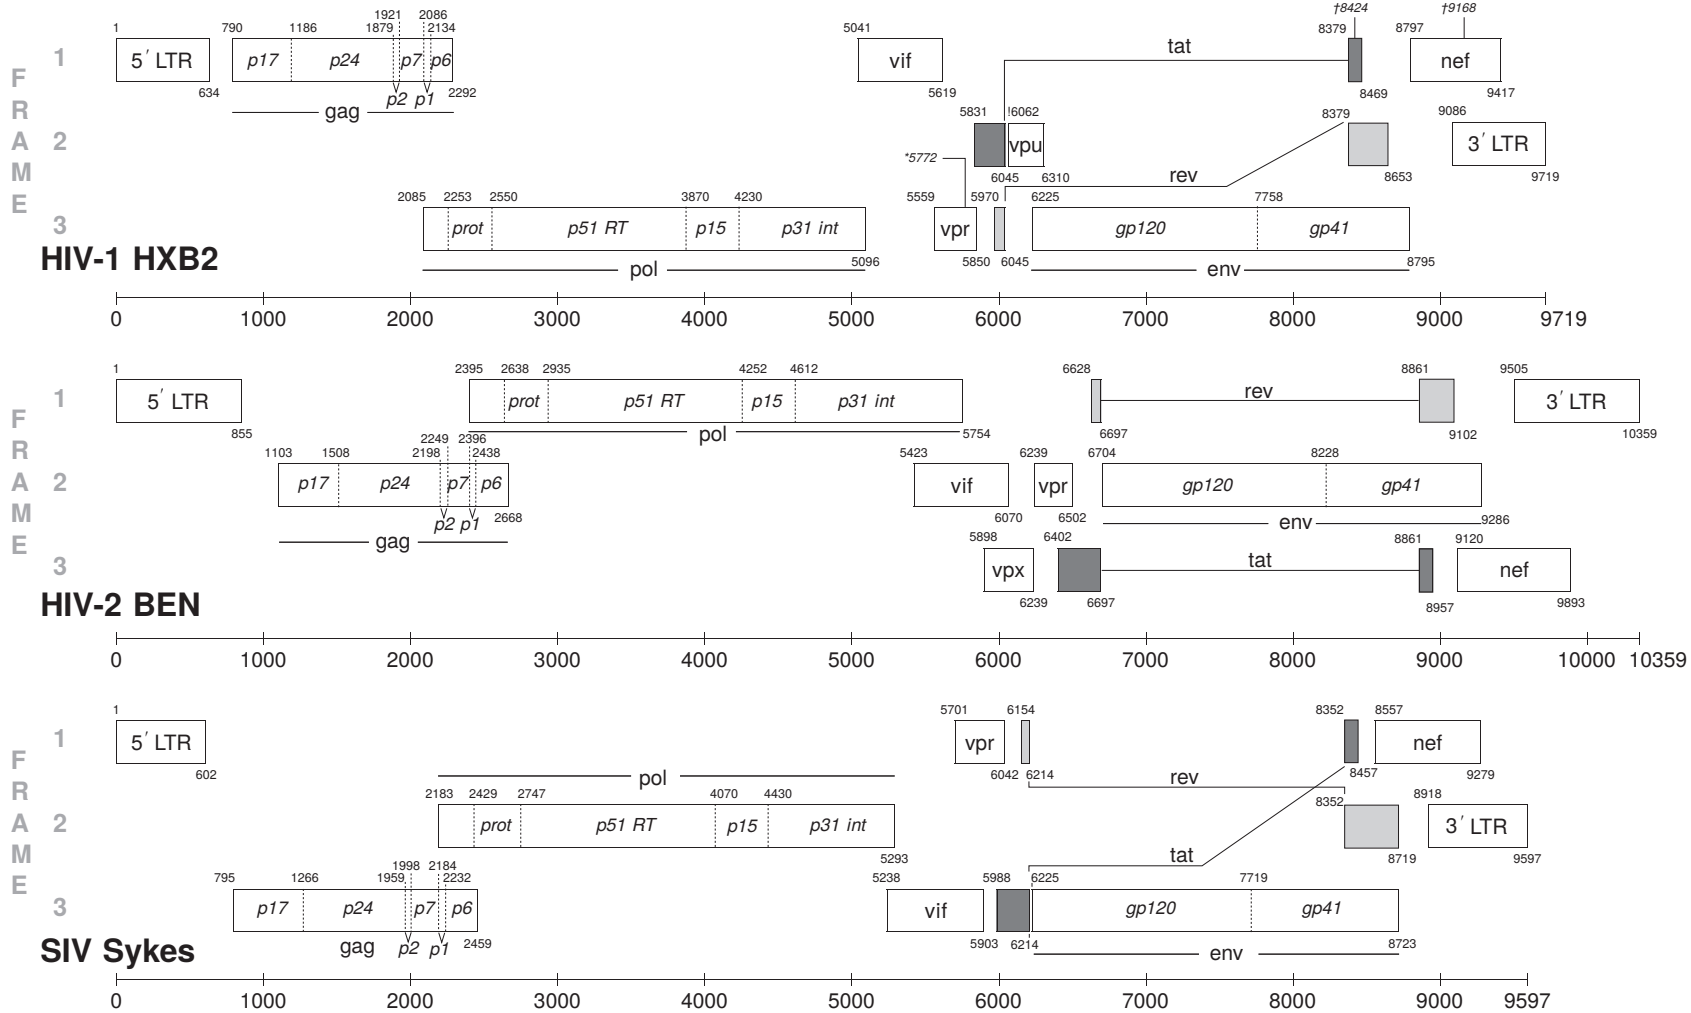 1921 2086 †8424 †9168
1 790 1186 1879 2134 5041 8379 8797
1 5′ LTR p17 p24 p7 p6 vif tat nef
634 p2 p1 2292 5619 8469 9417
gag
5831 !6062 8379 9086
2 vpu 3′ LTR
*5772 6045 6310 rev 8653 9719
2085 2253 2550 3870 4230 5559 5970 6225 7758
3 prot p51 RT p15 p31 int vpr gp120 gp41
FRAME
HIV-1 HXB2
pol 5096 5850 6045 env 8795
0 1000 2000 3000 4000 5000 6000 7000 8000 9000 9719
1 2395 2638 2935 4252 4612 6628 8861 9505
1 5′ LTR prot p51 RT p15 p31 int rev 3′ LTR
855 pol 5754 6697 9102 10359
2249 2396
1103 1508 2198 2438 5423 6239 6704 8228
2 p17 p24 p7 p6 vif vpr gp120 gp41
p2 p1 2668 6070 6502 env 9286
gag
5898 6402 8861 9120
3 vpx tat nef
6239 6697 8957 9893
FRAME
HIV-2 BEN
0 1000 2000 3000 4000 5000 6000 7000 8000 9000 10000 10359
1 5701 6154 8352 8557
1 5′ LTR vpr nef
602 6042 6214 8457 9279
pol rev
2183 2429 2747 4070 4430 8352 8918
2 prot p51 RT p15 p31 int 3′ LTR
5293 tat 8719 9597
1998 2184
795 1266 1959 2232 5238 5988 6225 7719
3 p17 p24 p7 p6 vif gp120 gp41
gag p2 p1 2459 5903 6214 env 8723
FRAME
SIV Sykes
0 1000 2000 3000 4000 5000 6000 7000 8000 9000 9597